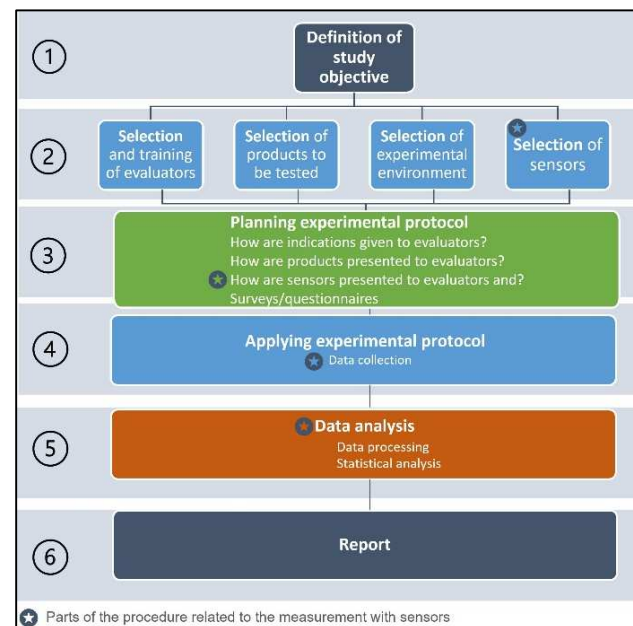 1
Definition of
study
objective
2
Selection
and training
of evaluators
Selection of
products to
be tested
Selection of
experimental
environment
Selection of
sensors
3
Planning experimental protocol
How are indications given to evaluators?
How are products presented to evaluators?
How are sensors presented to evaluators and?
Surveys/questionnaires
4
Applying experimental protocol
Data collection
5
Data analysis
Data processing
Statistical analysis
6
Report
Parts of the procedure related to the measurement with sensors